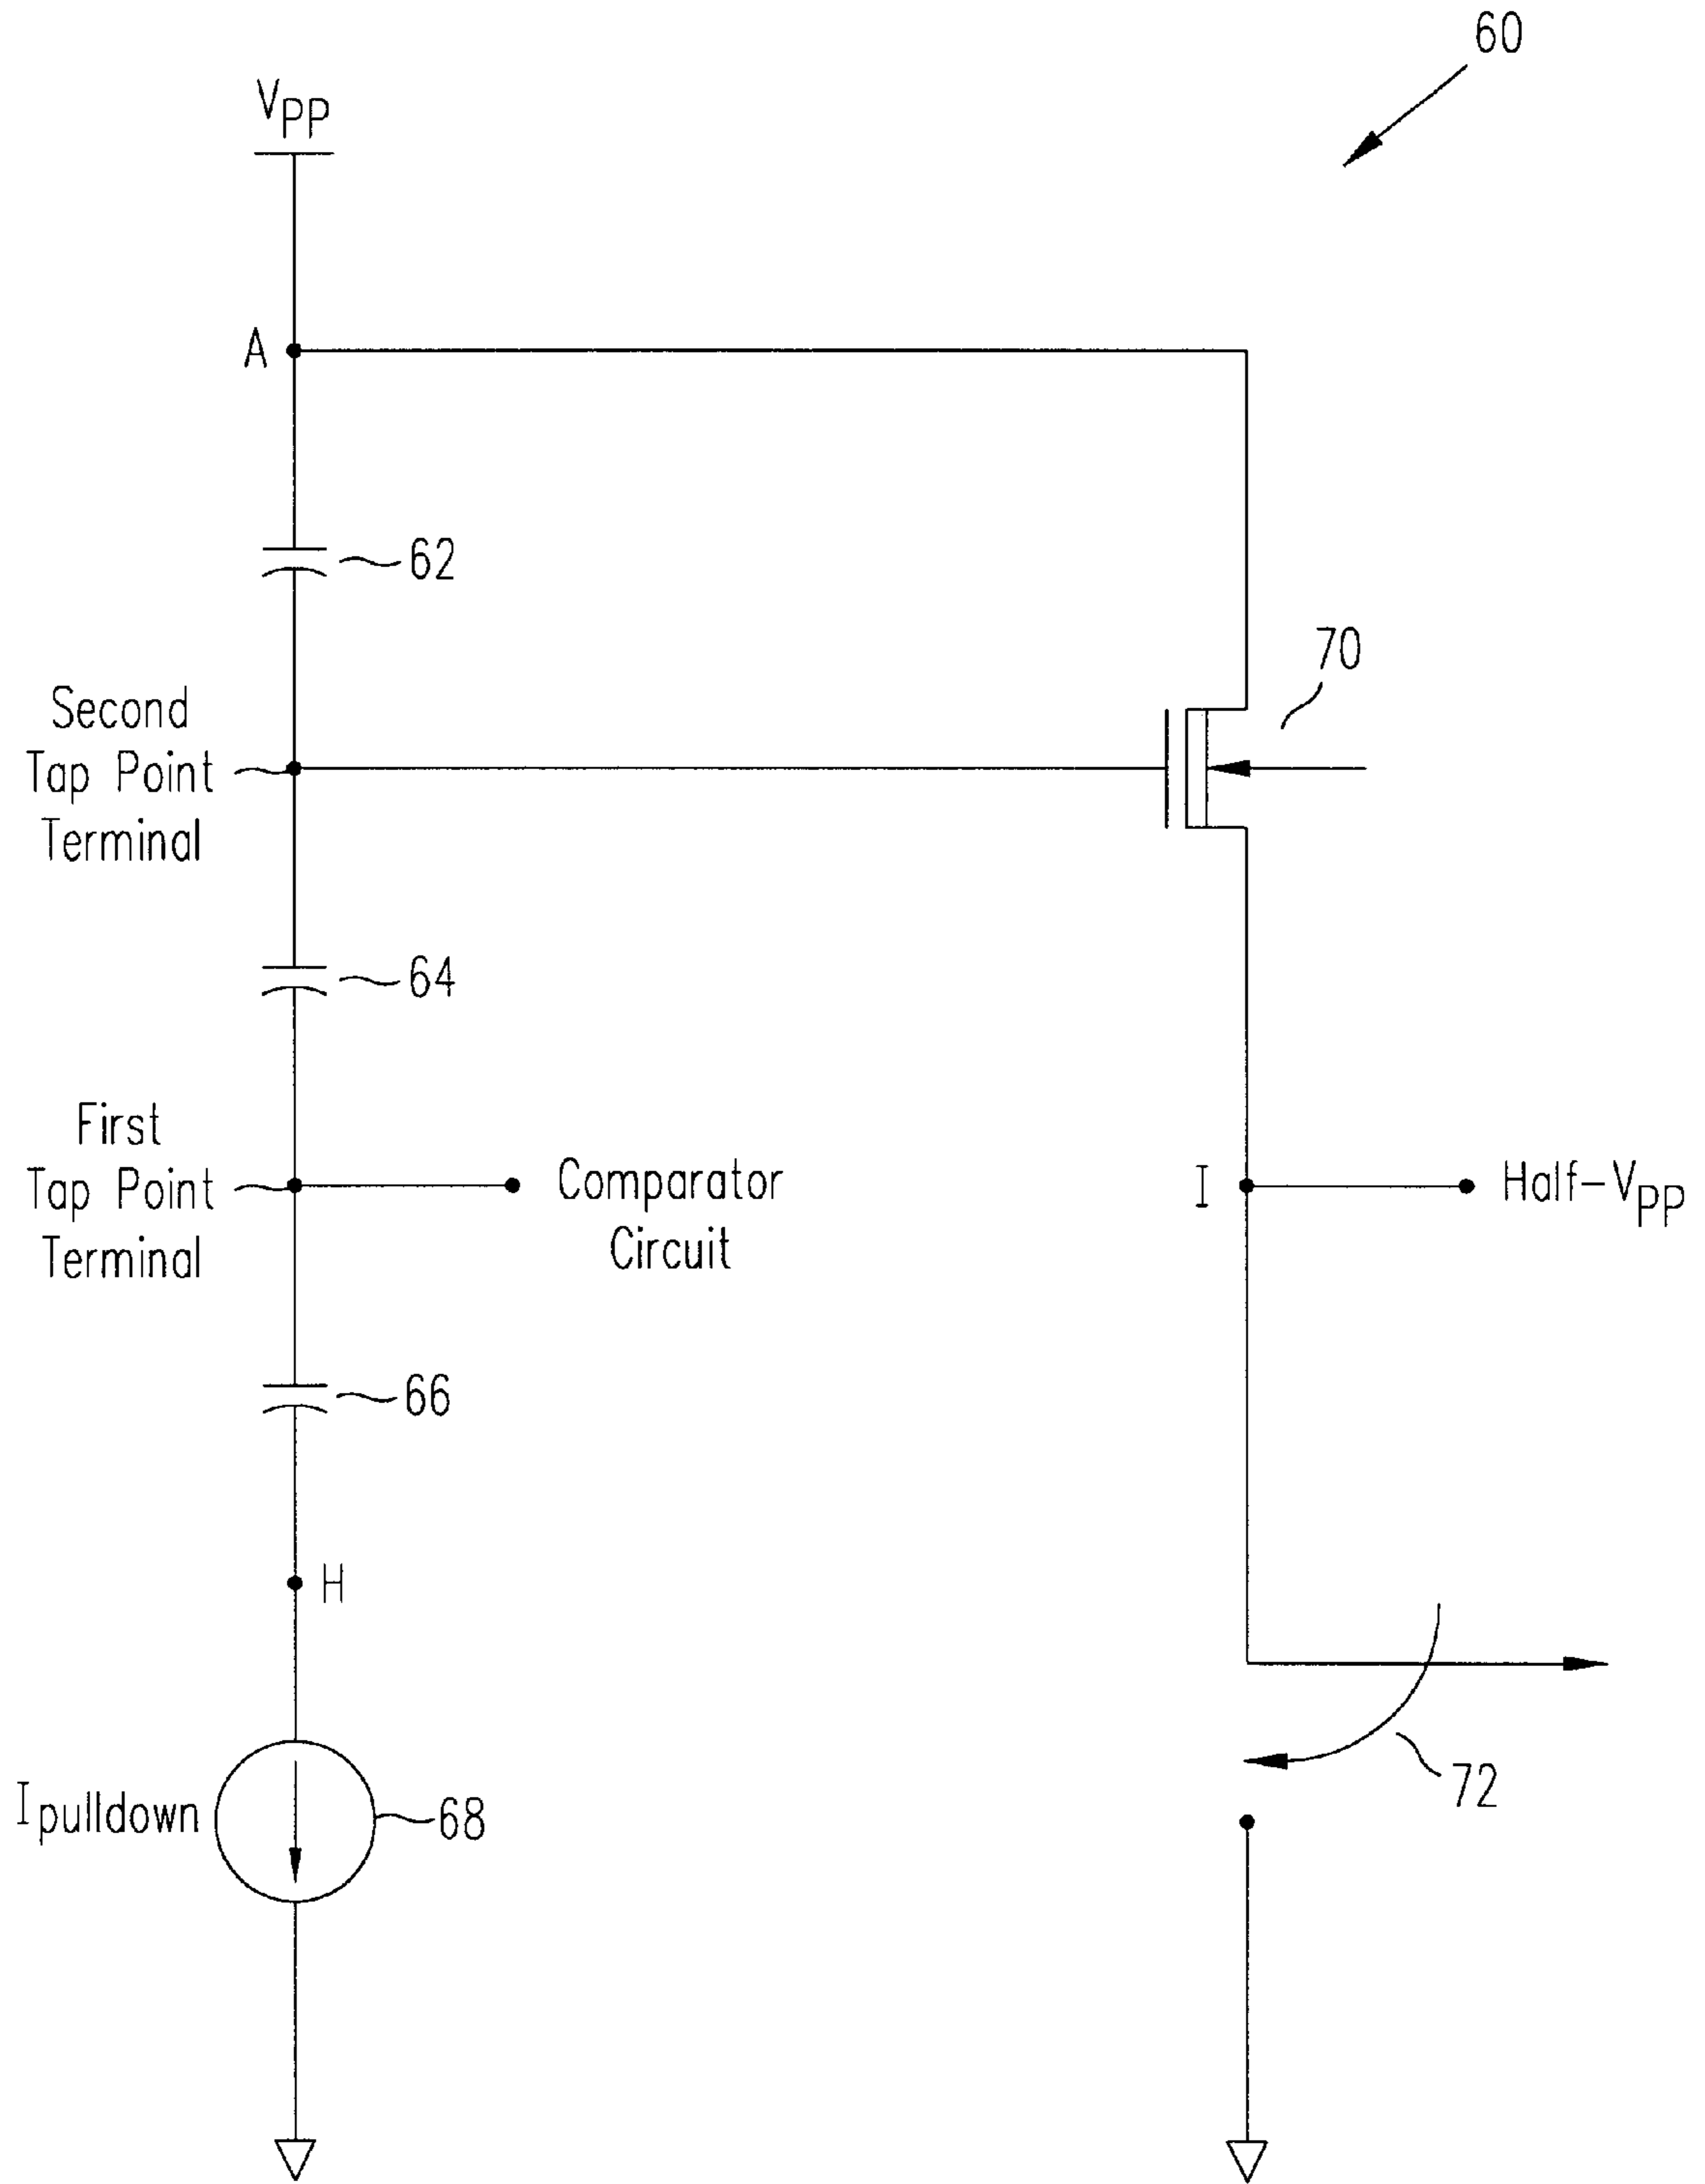 60
VPP
A
62
70
Second
Tap Point
Terminal
64
First
Tap Point
Terminal
Comparator
Circuit
I
Half-VPP
66
H
Ipulldown
68
72